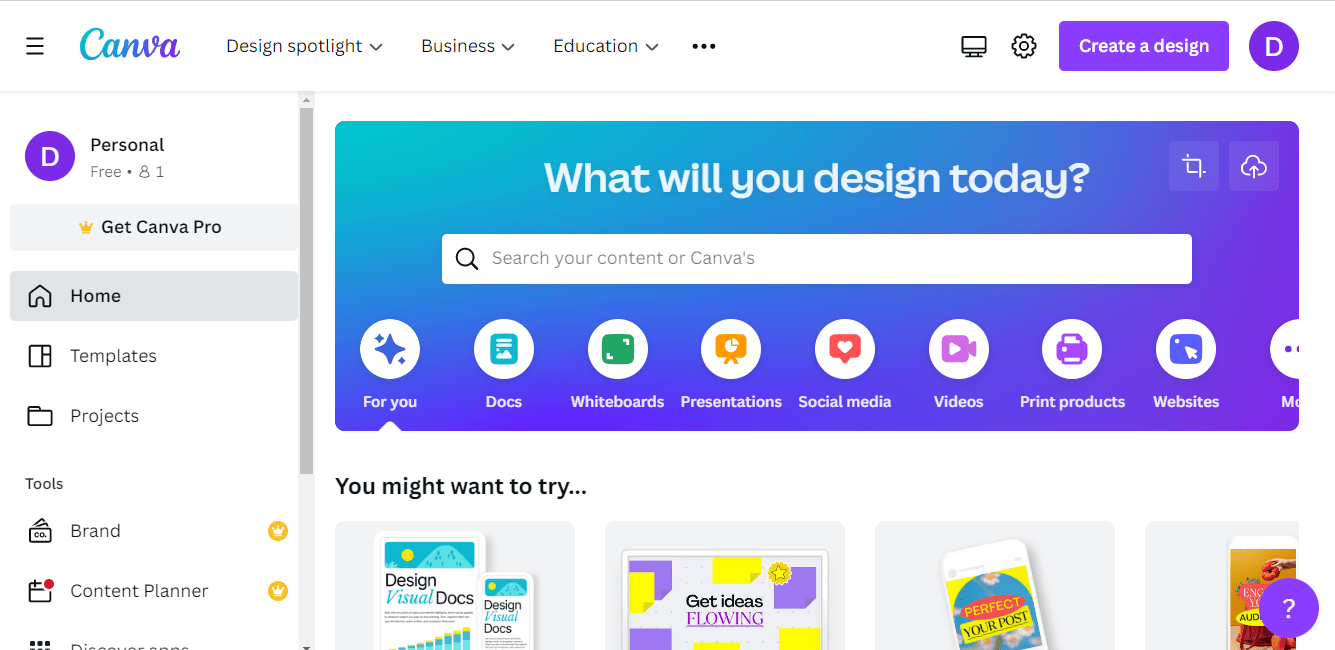 Canva
Design spotlight
Business
Education
Create a design
D
D
Personal
Free • 1
Get Canva Pro
Home
Templates
Projects
Tools
CO.
Brand
Content Planner
Discover apps
What will you design today?
Search your content or Canva's
For you
Docs
Whiteboards
Presentations
Social media
Videos
Print products
Websites
Mo
You might want to try...
Design
Visual Docs
Design
Visual
Docs
Get ideas
FLOWING
PERFECT
YOUR POST
?